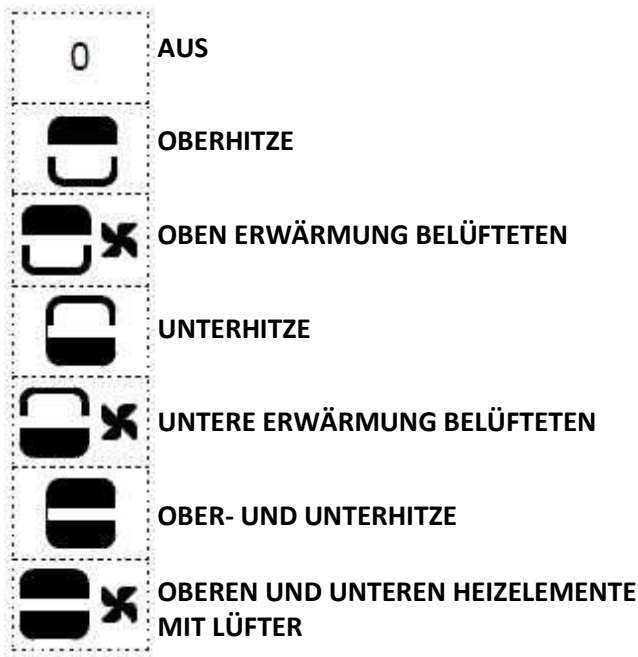 0
AUS
OBERHITZE
OBEN ERWÄRMUNG BELÜFTETEN
UNTERHITZE
UNTERE ERWÄRMUNG BELÜFTETEN
OBER- UND UNTERHITZE
OBEREN UND UNTEREN HEIZELEMENTE
MIT LÜFTER